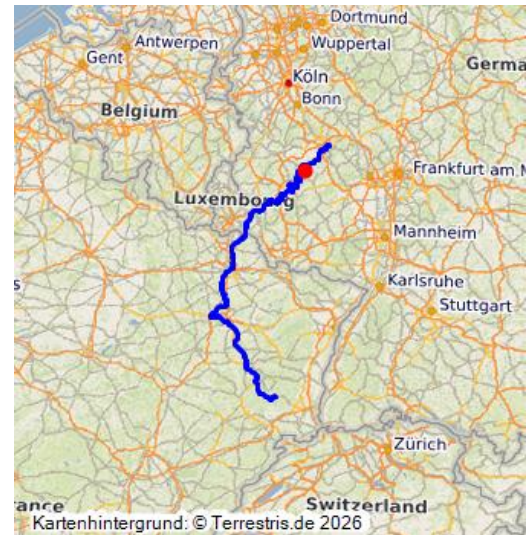 Dortmund
Antwerpen
Wuppertal
Gent
Germa
Köln
Belgium
Bonn
Frankfurt am M
Luxembourg
Mannheim
s
Karlsruhe
Stuttgart
Zürich
rance
Switzerland
Kartenhintergrund: © Terrestris.de 2026